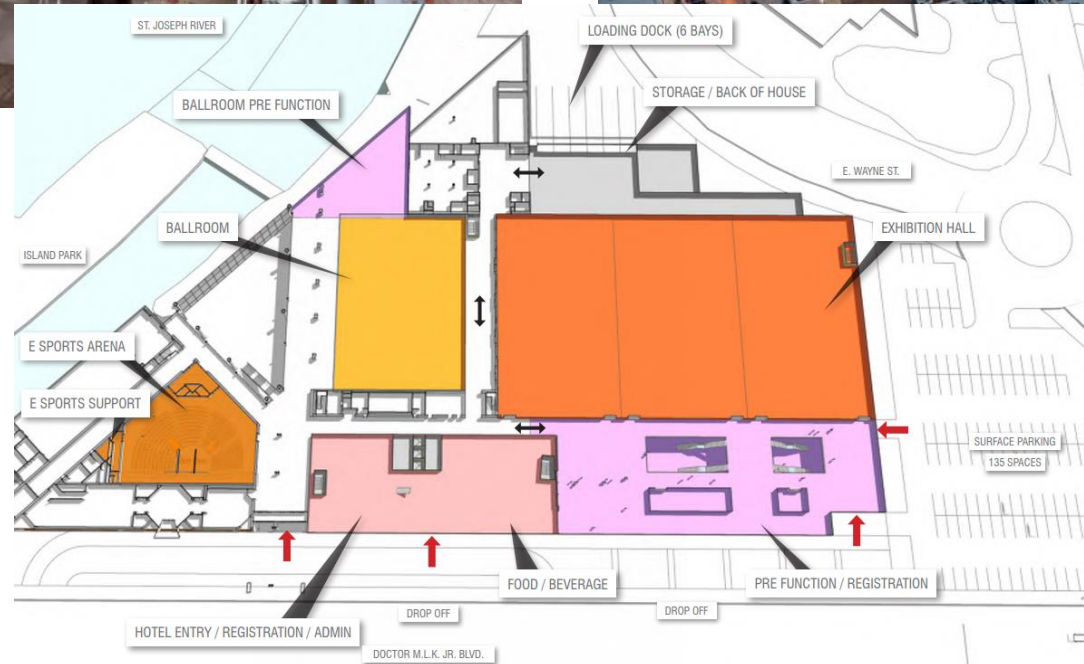 ST. JOSEPH RIVER
LOADING DOCK (6 BAYS)
STORAGE / BACK OF HOUSE
BALLROOM PRE FUNCTION
E. WAYNE ST.
BALLROOM
EXHIBITION HALL
ISLAND PARK
E SPORTS ARENA
E SPORTS SUPPORT
SURFACE PARKING
135 SPACES
FOOD / BEVERAGE
PRE FUNCTION / REGISTRATION
DROP OFF
DROP OFF
HOTEL ENTRY / REGISTRATION / ADMIN
DOCTOR M.L.K. JR. BLVD.